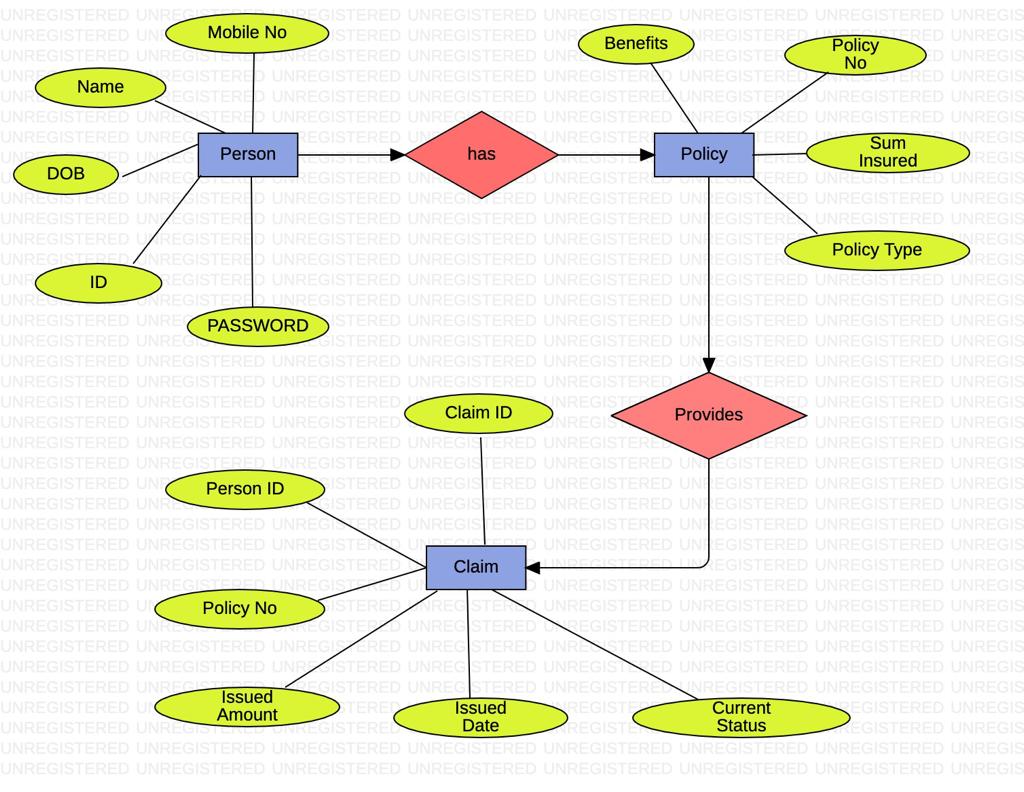 UNREGISTERED
Mobile No
Benefits
Policy
No
Name
Person
has
Policy
Sum
Insured
DOB
Policy Type
ID
PASSWORD
Claim ID
Provides
Person ID
Claim
Policy No
Issued
Amount
Issued
Date
Current
Status